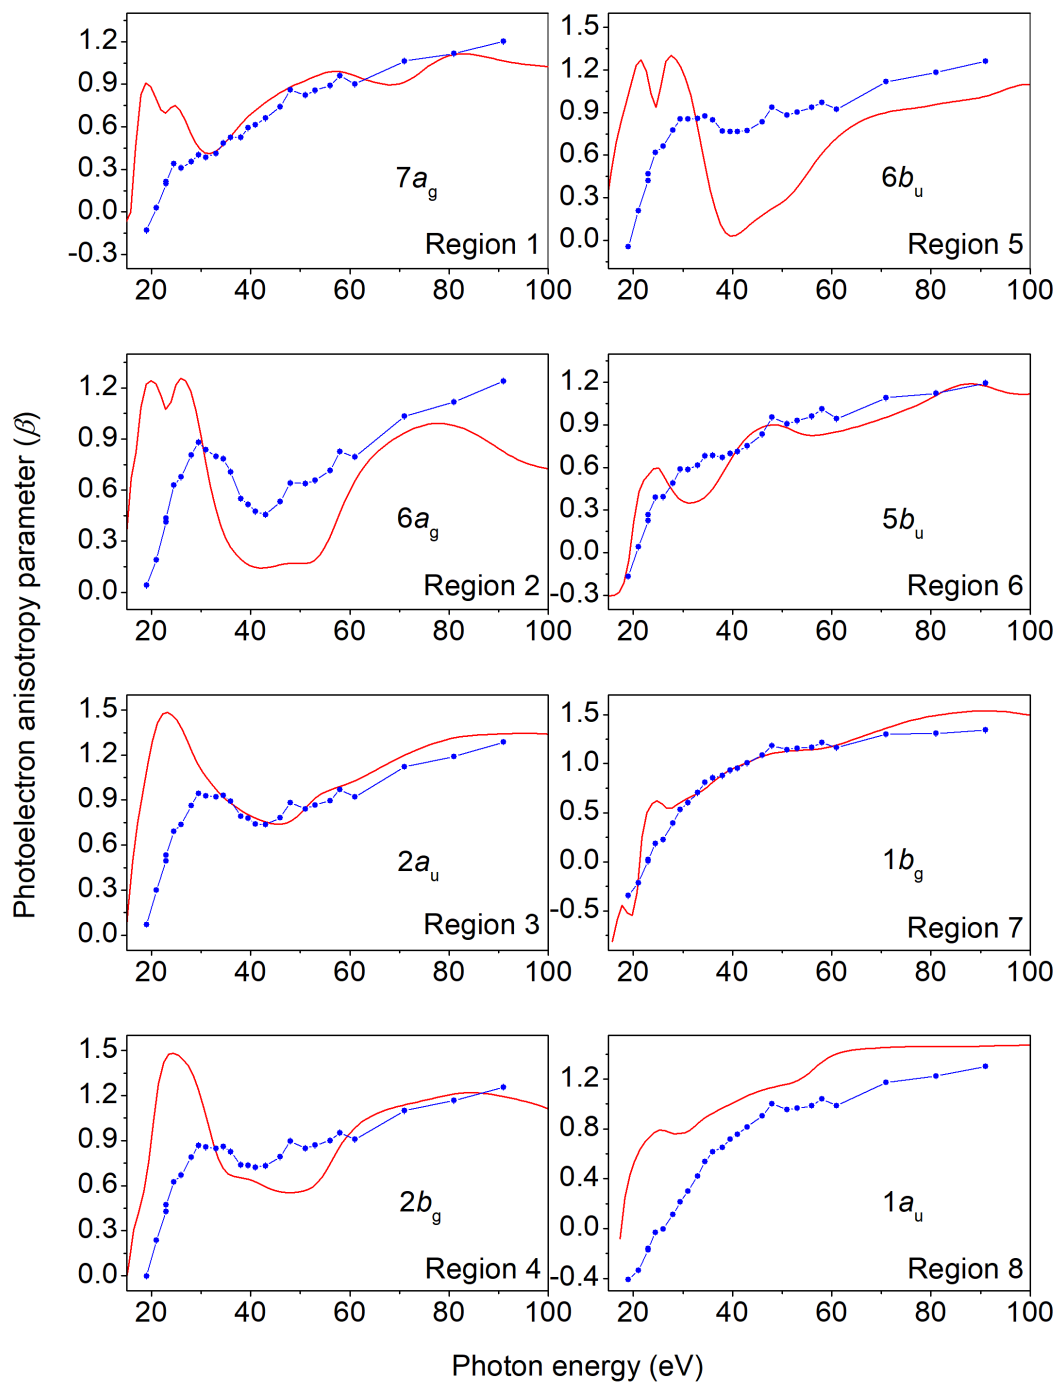 Photoelectron anisotropy parameter (β)
1.2
0.9
0.6
0.3
0.0
-0.3
7ag
Region 1
20 40 60 80 100
1.5
1.2
0.9
0.6
0.3
0.0
6bu
Region 5
20 40 60 80 100
1.2
0.9
0.6
0.3
0.0
6ag
Region 2
20 40 60 80 100
1.2
0.9
0.6
0.3
0.0
-0.3
5bu
Region 6
20 40 60 80 100
1.5
1.2
0.9
0.6
0.3
0.0
2au
Region 3
20 40 60 80 100
1.5
1.0
0.5
0.0
-0.5
1bg
Region 7
20 40 60 80 100
1.5
1.2
0.9
0.6
0.3
0.0
2bg
Region 4
20 40 60 80 100
1.2
0.8
0.4
0.0
-0.4
1au
Region 8
20 40 60 80 100
Photon energy (eV)